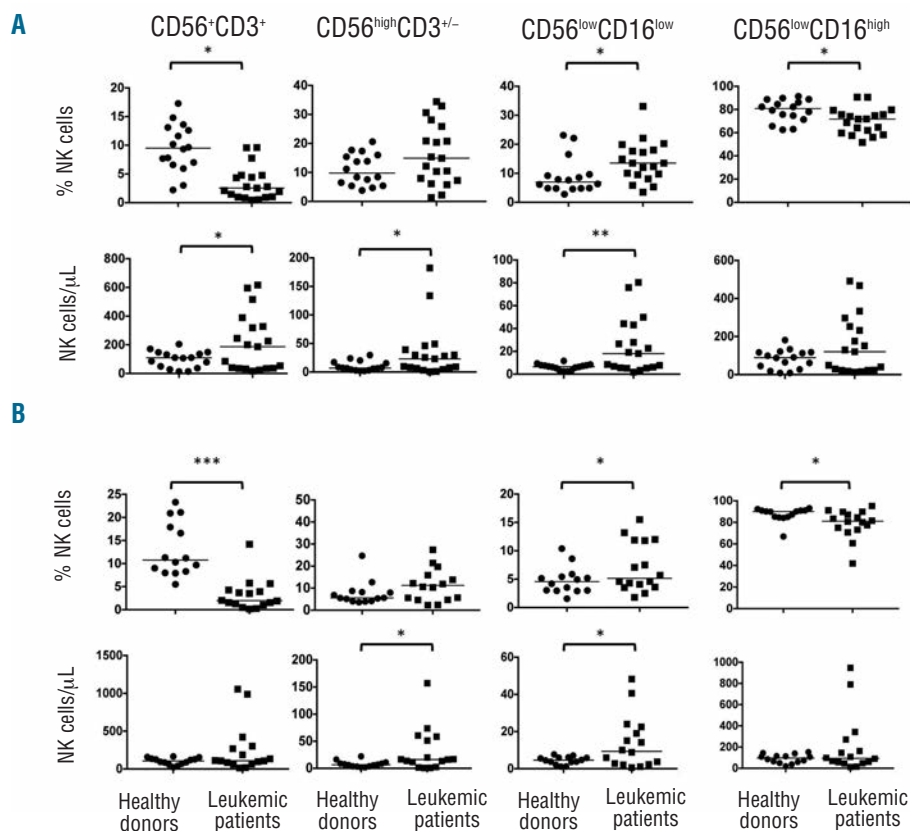 A
CD56⁺CD3⁺ CD56ʰⁱᵍʰCD3⁺/⁻ CD56ˡᵒʷCD16ˡᵒʷ CD56ˡᵒʷCD16ʰⁱᵍʰ
* * *
% NK cells
20 15 10 5 0
40 30 20 10 0
40 30 20 10 0
100 80 60 40 20 0
* * **
NK cells/µL
800 600 400 200 0
200 150 100 50 0
100 80 60 40 20 0
600 400 200 0
B
*** * *
% NK cells
25 20 15 10 5 0
50 40 30 20 10 0
20 15 10 5 0
100 80 60 40 20 0
* *
NK cells/µL
1500 1000 500 0
200 150 100 50 0
60 40 20 0
1000 800 600 400 200 0
Healthy Leukemic Healthy Leukemic Healthy Leukemic Healthy Leukemic
donors patients donors patients donors patients donors patients